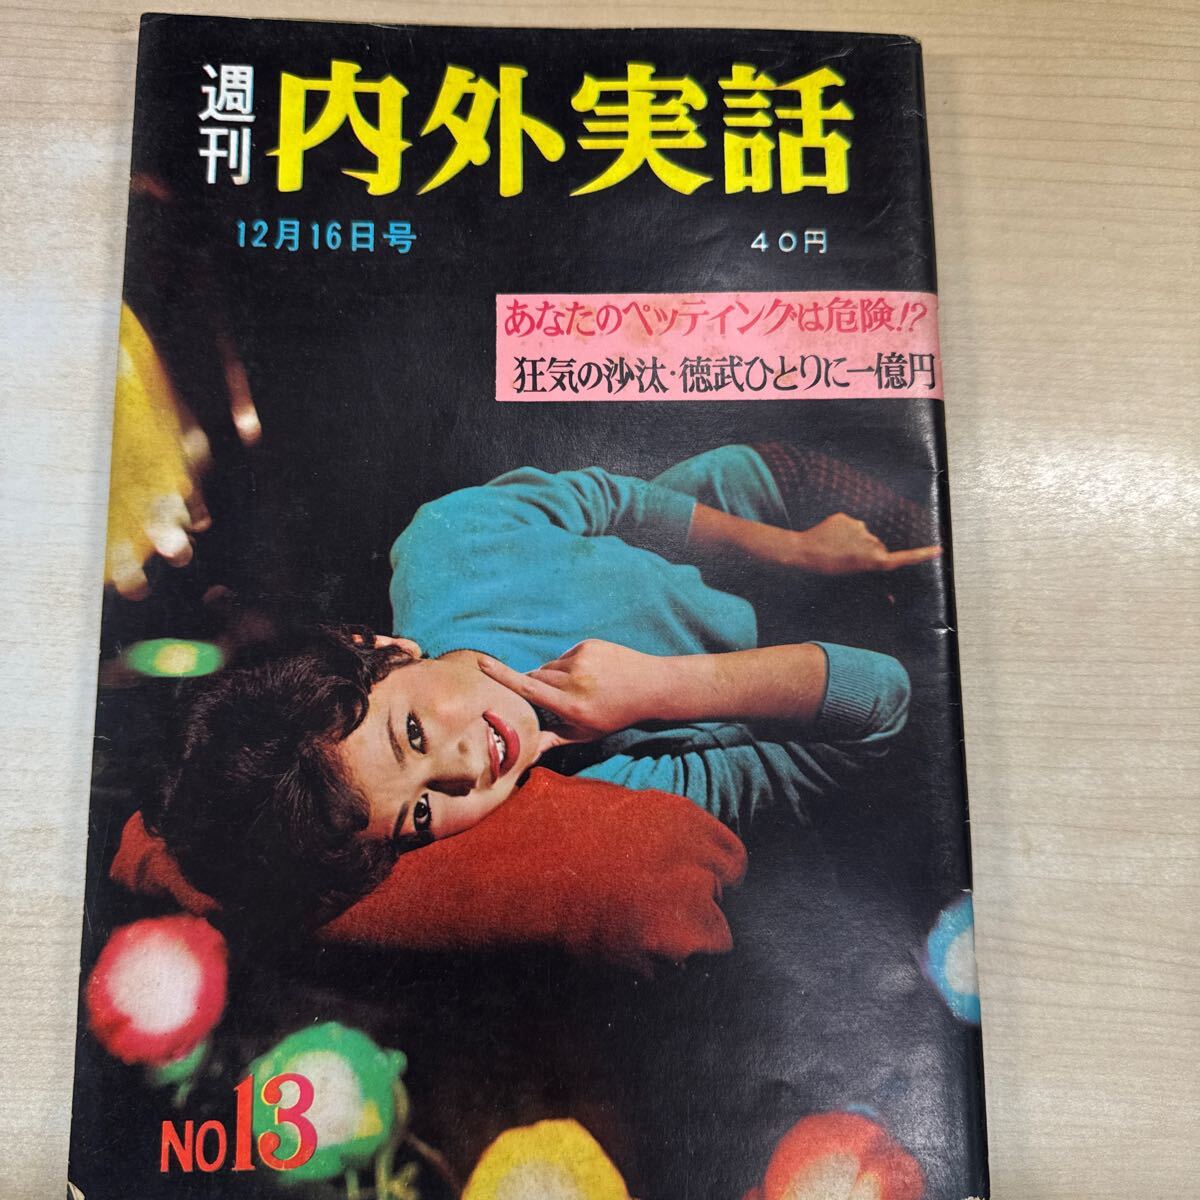 週刊
内外実話
12月16日号
40円
あなたのペッティングは危険!?
狂気の沙汰・徳武ひとりに一億円
NO13